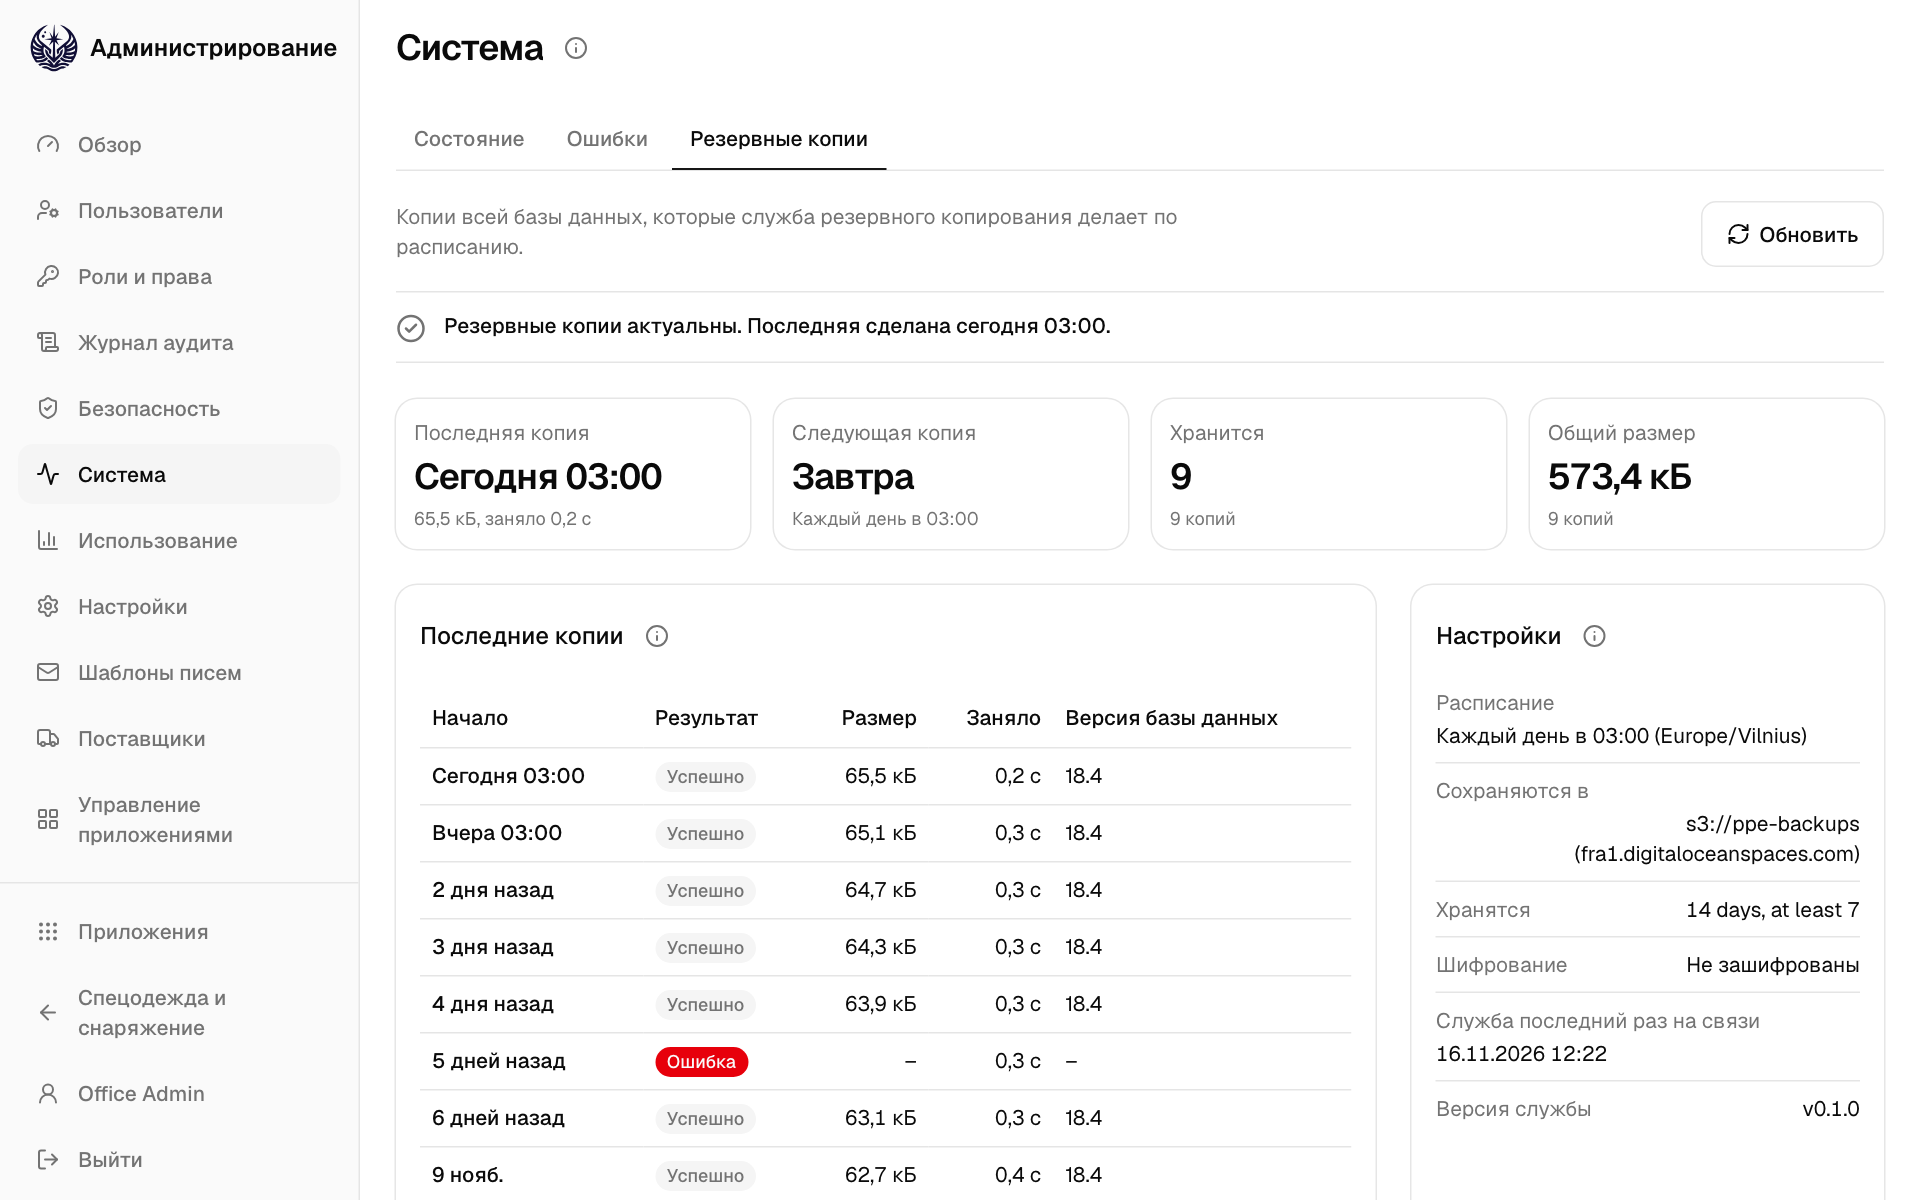 Администрирование
Обзор
Пользователи
Роли и права
Журнал аудита
Безопасность
Система
Использование
Настройки
Шаблоны писем
Поставщики
Управление
приложениями
Приложения
Спецодежда и
снаряжение
Office Admin
Выйти
Система
Состояние Ошибки Резервные копии
Копии всей базы данных, которые служба резервного копирования делает по
расписанию.
Обновить
Резервные копии актуальны. Последняя сделана сегодня 03:00.
Последняя копия
Сегодня 03:00
65,5 кБ, заняло 0,2 с
Следующая копия
Завтра
Каждый день в 03:00
Хранится
9
9 копий
Общий размер
573,4 кБ
9 копий
Последние копии
Начало Результат Размер Заняло Версия базы данных
Сегодня 03:00 Успешно 65,5 кБ 0,2 с 18.4
Вчера 03:00 Успешно 65,1 кБ 0,3 с 18.4
2 дня назад Успешно 64,7 кБ 0,3 с 18.4
3 дня назад Успешно 64,3 кБ 0,3 с 18.4
4 дня назад Успешно 63,9 кБ 0,3 с 18.4
5 дней назад Ошибка – 0,3 с –
6 дней назад Успешно 63,1 кБ 0,3 с 18.4
9 нояб. Успешно 62,7 кБ 0,4 с 18.4
Настройки
Расписание
Каждый день в 03:00 (Europe/Vilnius)
Сохраняются в
s3://ppe-backups
(fra1.digitaloceanspaces.com)
Хранятся 14 days, at least 7
Шифрование Не зашифрованы
Служба последний раз на связи
16.11.2026 12:22
Версия службы v0.1.0